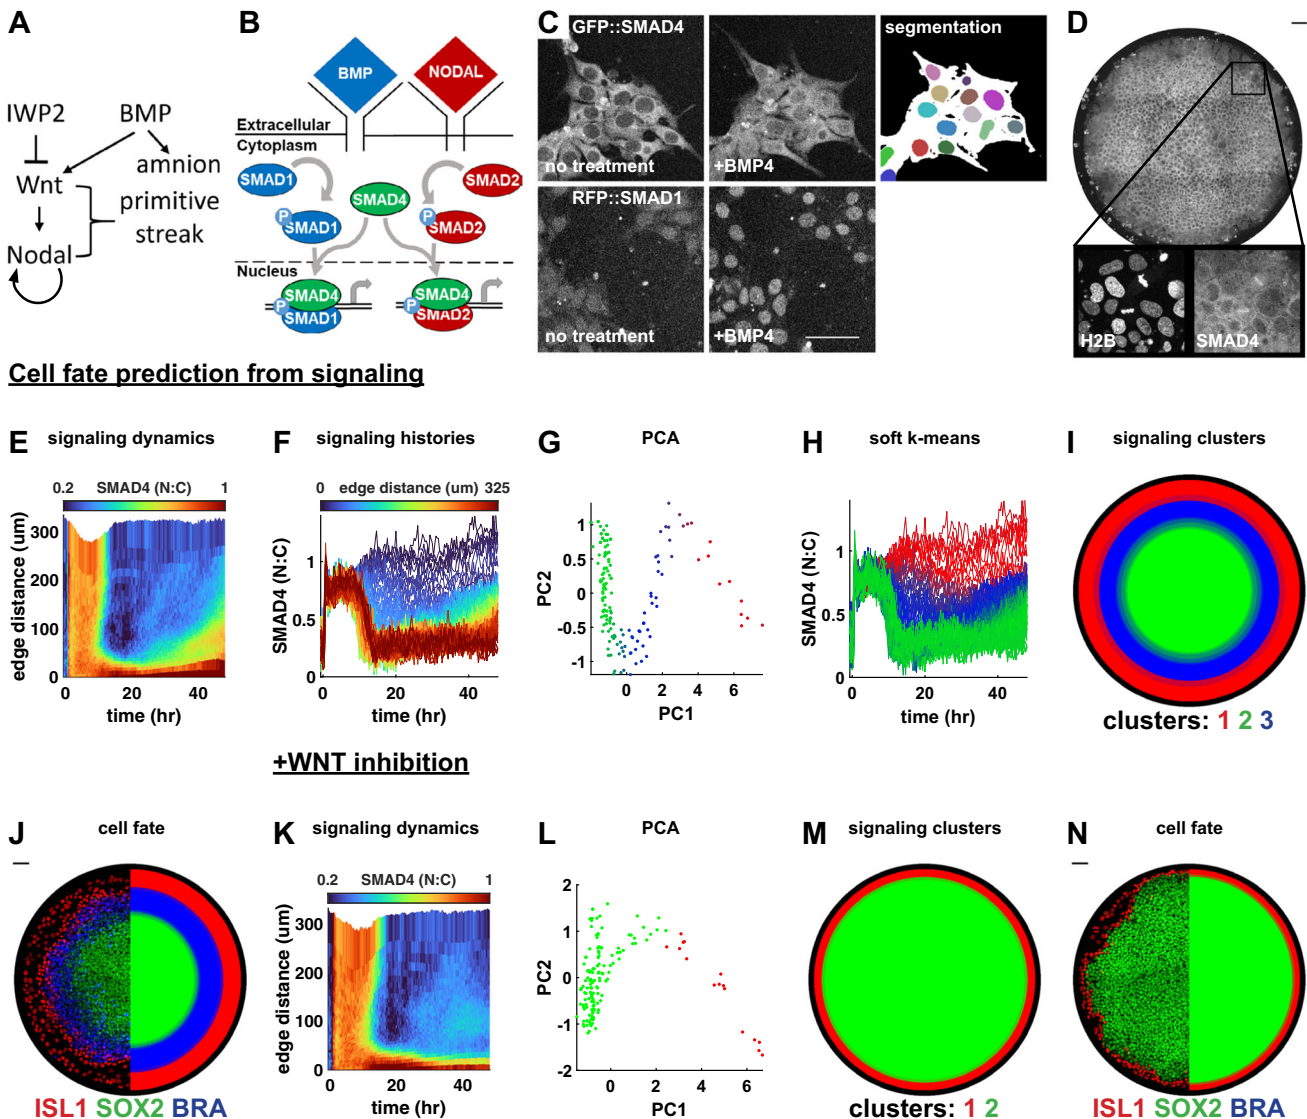 A
IWP2
BMP
Wnt
amnion
primitive
streak
Nodal
B
BMP
NODAL
Extracellular
Cytoplasm
SMAD1
SMAD2
SMAD4
P
SMAD1
P
SMAD2
Nucleus
SMAD4
P
SMAD1
SMAD4
P
SMAD2
C
GFP::SMAD4
segmentation
no treatment
+BMP4
RFP::SMAD1
no treatment
+BMP4
D
H2B
SMAD4
Cell fate prediction from signaling
E
signaling dynamics
0.2 SMAD4 (N:C) 1
edge distance (um)
300
200
100
0
0 20 40
time (hr)
F
signaling histories
0 edge distance (um) 325
SMAD4 (N:C)
1
0.5
0
0 20 40
time (hr)
G
PCA
PC2
1
0.5
0
-0.5
-1
0 2 4 6
PC1
H
soft k-means
SMAD4 (N:C)
1
0.5
0
0 20 40
time (hr)
I
signaling clusters
clusters: 1 2 3
+WNT inhibition
J
cell fate
ISL1 SOX2 BRA
K
signaling dynamics
0.2 SMAD4 (N:C) 1
edge distance (um)
300
200
100
0
0 20 40
time (hr)
L
PCA
PC2
2
1
0
-1
-2
0 2 4 6
PC1
M
signaling clusters
clusters: 1 2
N
cell fate
ISL1 SOX2 BRA